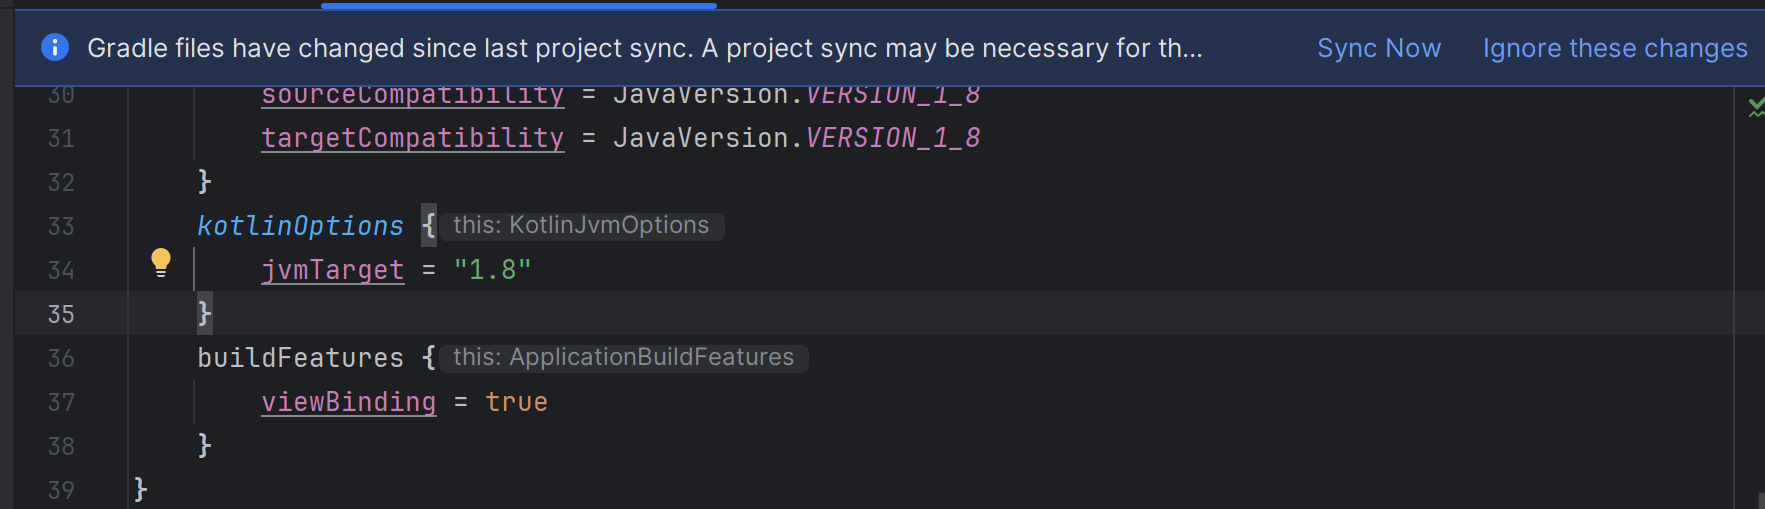 Gradle files have changed since last project sync. A project sync may be necessary for th... Sync Now Ignore these changes
30 sourceCompatibility = JavaVersion.VERSION_1_8
31 targetCompatibility = JavaVersion.VERSION_1_8
32 }
33 kotlinOptions { this: KotlinJvmOptions
34 jvmTarget = "1.8"
35 }
36 buildFeatures { this: ApplicationBuildFeatures
37 viewBinding = true
38 }
39 }